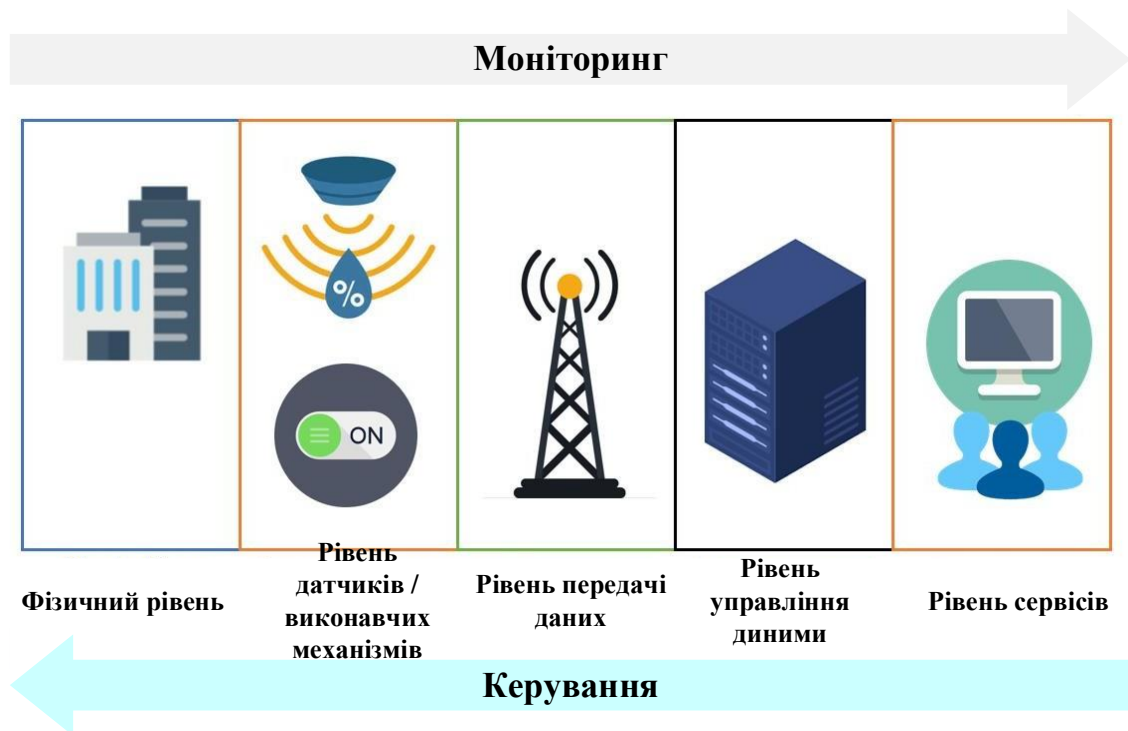 Моніторинг
%
ON
Фізичний рівень
Рівень
датчиків /
виконавчих
механізмів
Рівень передачі
даних
Рівень
управління
диними
Рівень сервісів
Керування